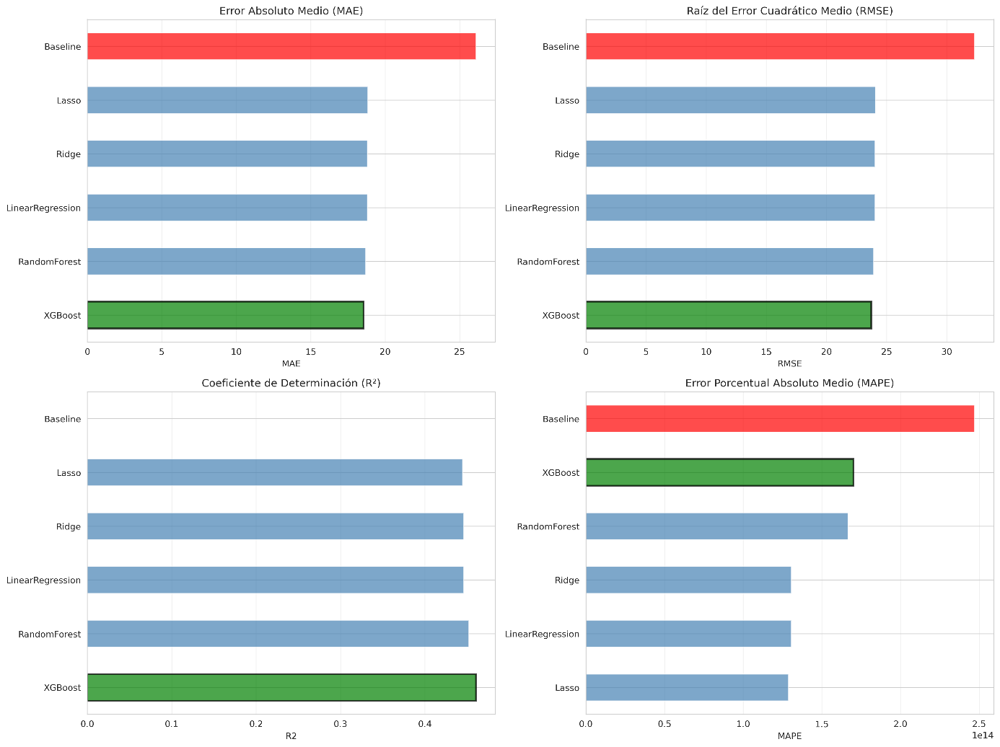 Error Absoluto Medio (MAE)
Baseline
Lasso
Ridge
LinearRegression
RandomForest
XGBoost
0 5 10 15 20 25
MAE
Raíz del Error Cuadrático Medio (RMSE)
Baseline
Lasso
Ridge
LinearRegression
RandomForest
XGBoost
0 5 10 15 20 25 30
RMSE
Coeficiente de Determinación (R²)
Baseline
Lasso
Ridge
LinearRegression
RandomForest
XGBoost
0.0 0.1 0.2 0.3 0.4
R2
Error Porcentual Absoluto Medio (MAPE)
Baseline
XGBoost
RandomForest
Ridge
LinearRegression
Lasso
0.0 0.5 1.0 1.5 2.0 2.5
1e14
MAPE